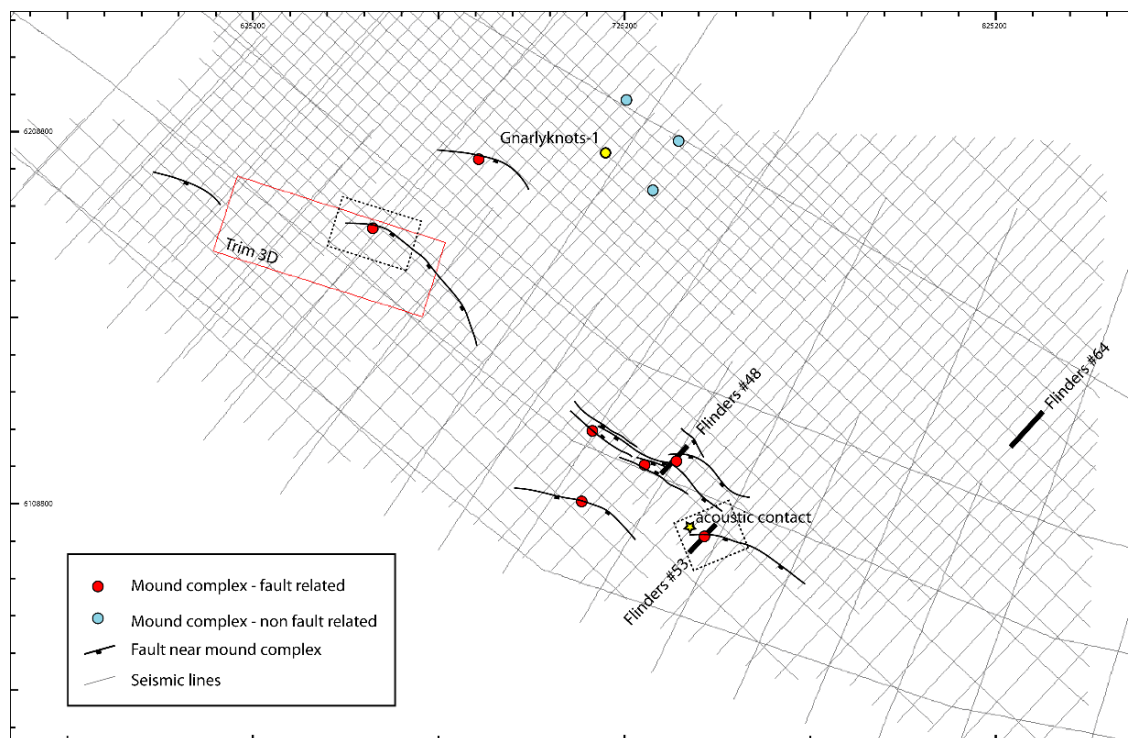 625200
725200
825200
6208800
Gnarlyknots-1
Trim 3D
Flinders #48
Flinders #64
6108800
acoustic contact
Flinders #53
Mound complex - fault related
Mound complex - non fault related
Fault near mound complex
Seismic lines